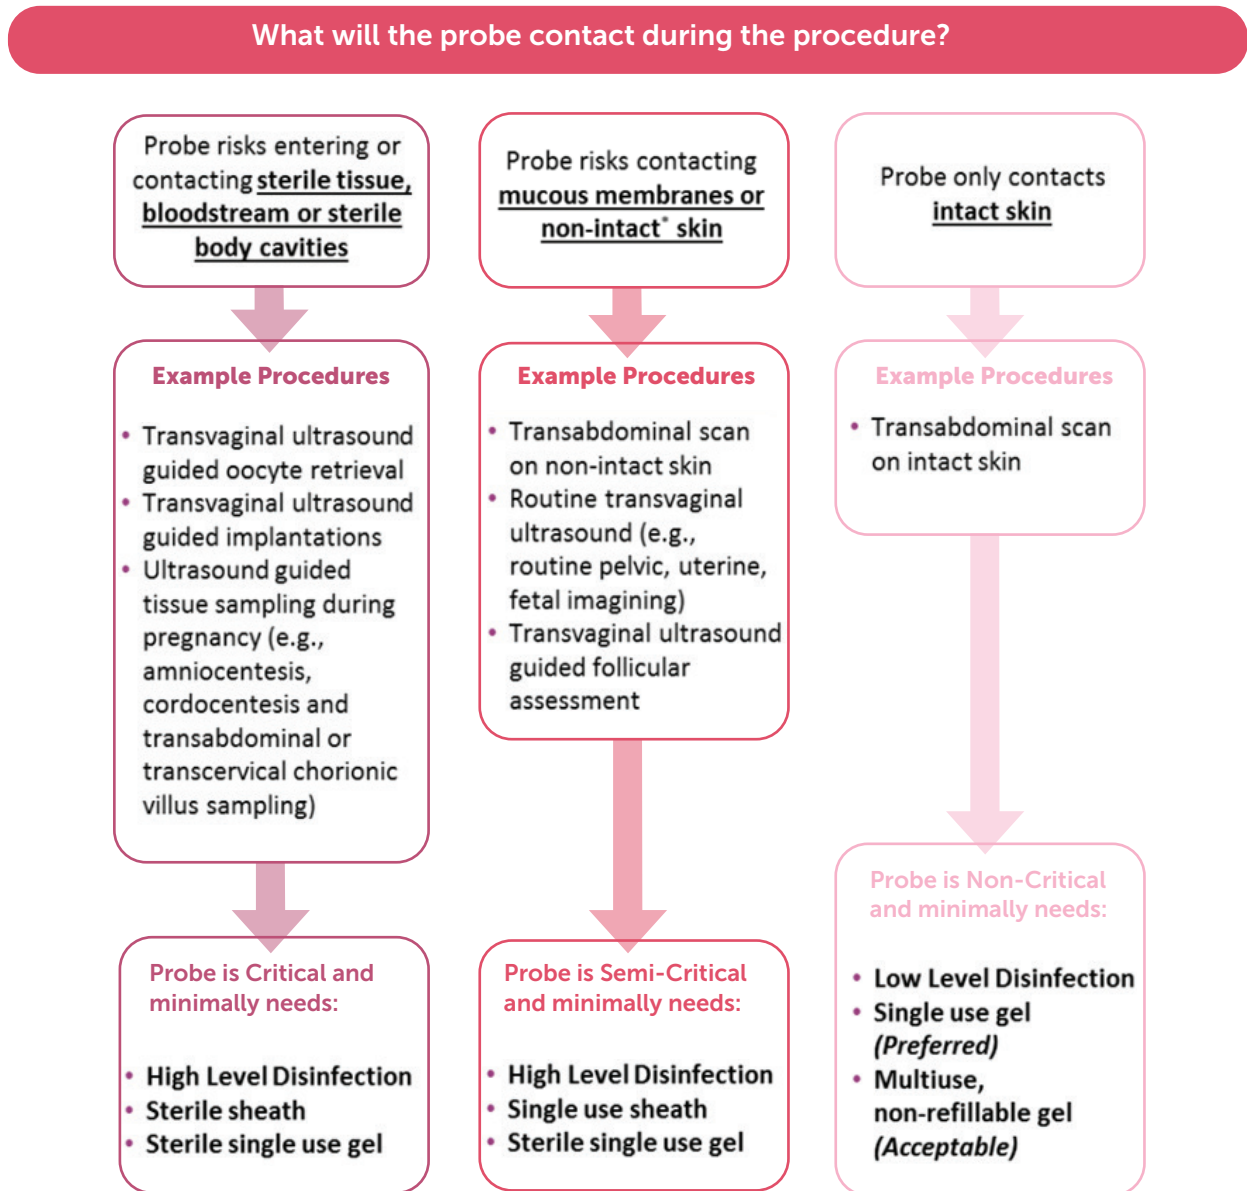 What will the probe contact during the procedure?
Probe risks entering or
contacting sterile tissue,
bloodstream or sterile
body cavities
Example Procedures
• Transvaginal ultrasound
guided oocyte retrieval
• Transvaginal ultrasound
guided implantations
• Ultrasound guided
tissue sampling during
pregnancy (e.g.,
amniocentesis,
cordocentesis and
transabdominal or
transcervical chorionic
villus sampling)
Probe is Critical and
minimally needs:
• High Level Disinfection
• Sterile sheath
• Sterile single use gel
Probe risks contacting
mucous membranes or
non-intact* skin
Example Procedures
• Transabdominal scan
on non-intact skin
• Routine transvaginal
ultrasound (e.g.,
routine pelvic, uterine,
fetal imagining)
• Transvaginal ultrasound
guided follicular
assessment
Probe is Semi-Critical
and minimally needs:
• High Level Disinfection
• Single use sheath
• Sterile single use gel
Probe only contacts
intact skin
Example Procedures
• Transabdominal scan
on intact skin
Probe is Non-Critical
and minimally needs:
• Low Level Disinfection
• Single use gel
(Preferred)
• Multiuse,
non-refillable gel
(Acceptable)